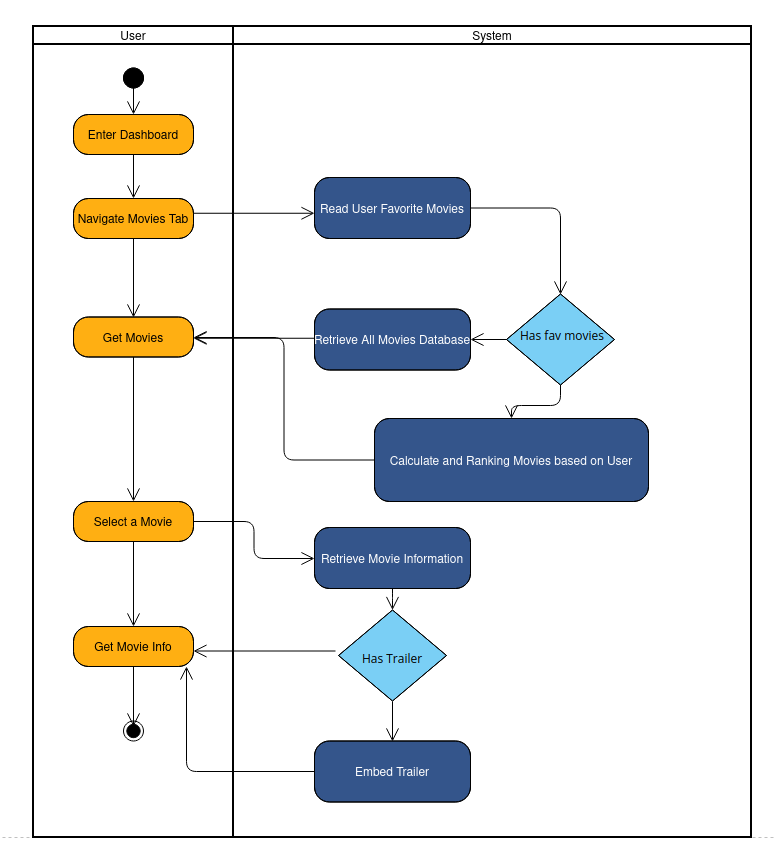 User
System
Enter Dashboard
Navigate Movies Tab
Read User Favorite Movies
Get Movies
Retrieve All Movies Database
Has fav movies
Calculate and Ranking Movies based on User
Select a Movie
Retrieve Movie Information
Get Movie Info
Has Trailer
Embed Trailer